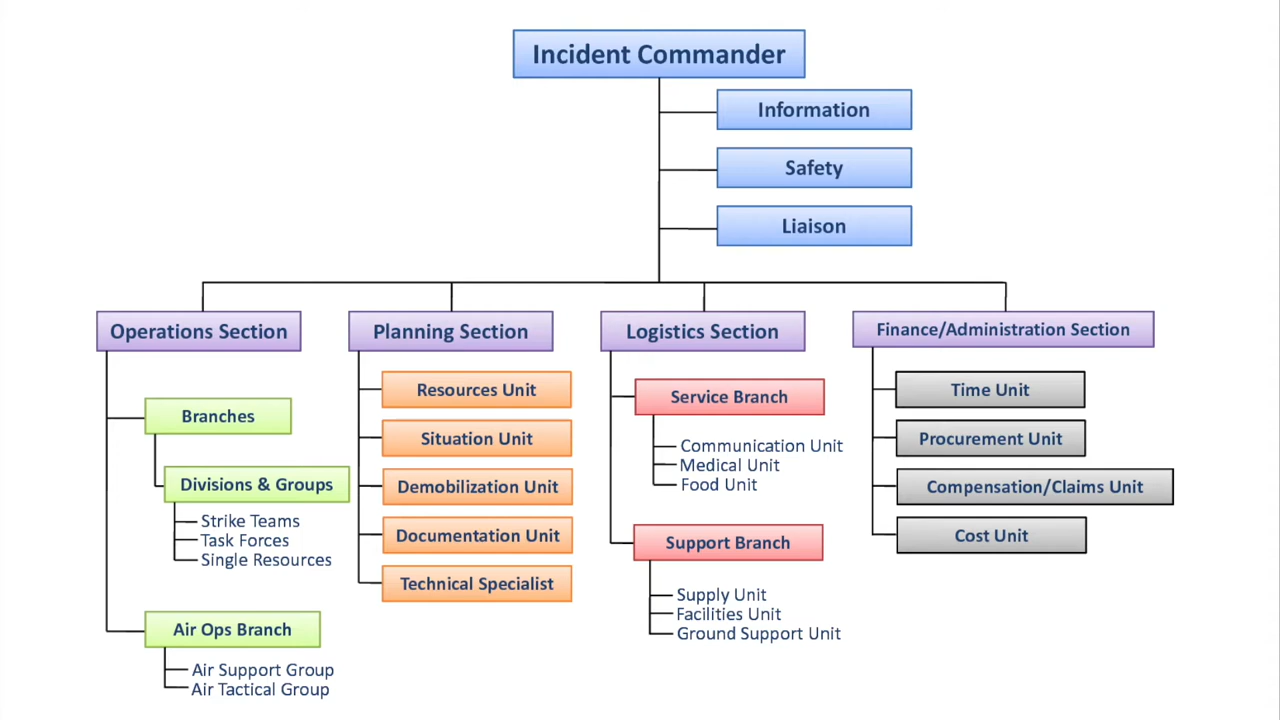 Incident Commander
Information
Safety
Liaison
Operations Section
Branches
Divisions & Groups
Strike Teams
Task Forces
Single Resources
Air Ops Branch
Air Support Group
Air Tactical Group
Planning Section
Resources Unit
Situation Unit
Demobilization Unit
Documentation Unit
Technical Specialist
Logistics Section
Service Branch
Communication Unit
Medical Unit
Food Unit
Support Branch
Supply Unit
Facilities Unit
Ground Support Unit
Finance/Administration Section
Time Unit
Procurement Unit
Compensation/Claims Unit
Cost Unit